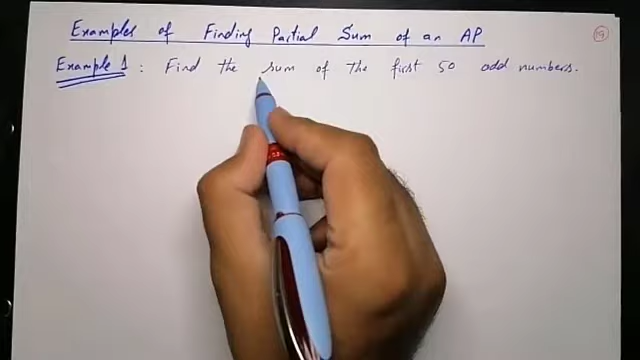 Examples of Finding Partial Sum of an AP
Example 1 : Find the sum of the first 50 odd numbers.